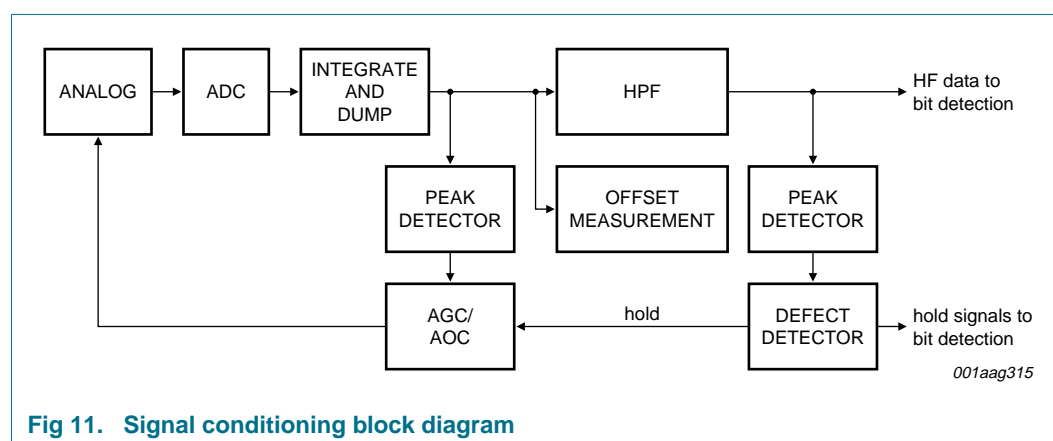 ANALOG
ADC
INTEGRATE
AND
DUMP
HPF
HF data to
bit detection
PEAK
DETECTOR
OFFSET
MEASUREMENT
PEAK
DETECTOR
AGC/
AOC
hold
DEFECT
DETECTOR
hold signals to
bit detection
001aag315
Fig 11. Signal conditioning block diagram